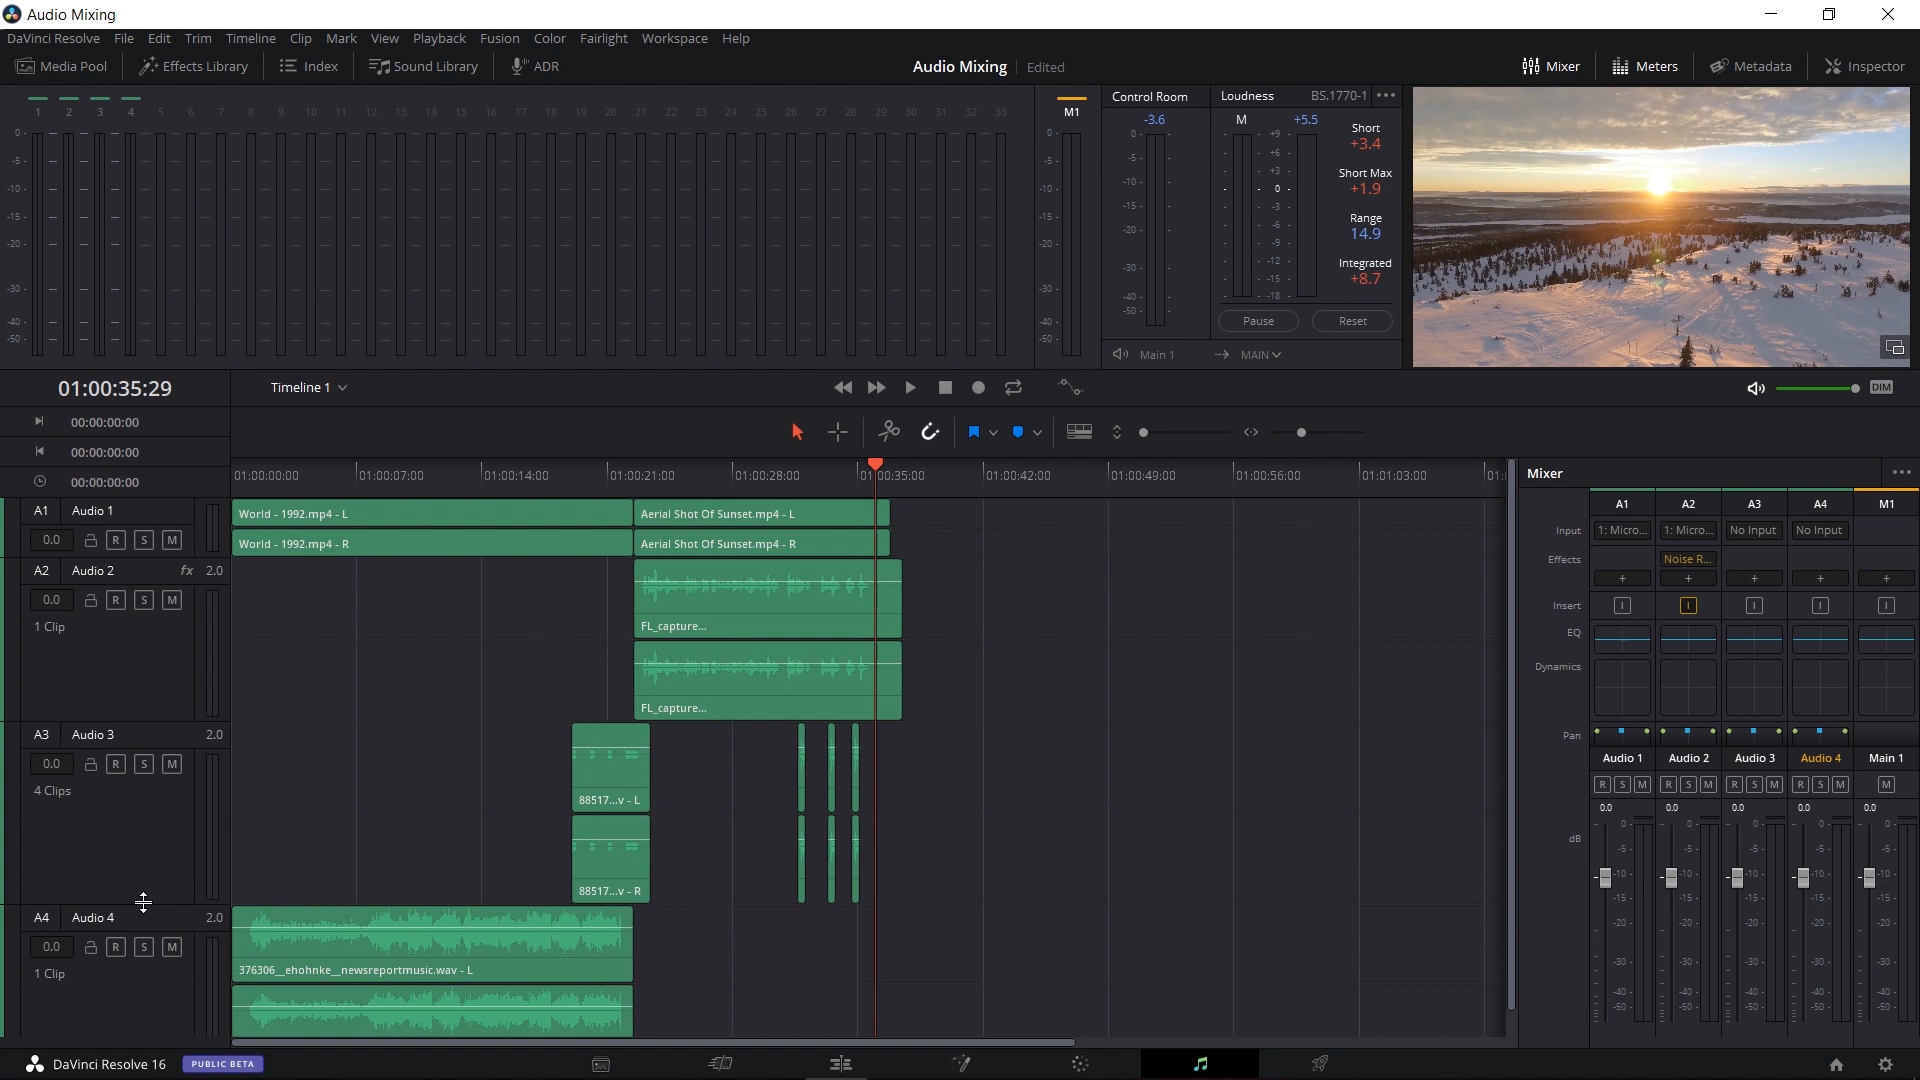 Audio Mixing
DaVinci Resolve File Edit Trim Timeline Clip Mark View Playback Fusion Color Fairlight Workspace Help
Media Pool Effects Library Index Sound Library ADR Audio Mixing Edited Mixer Meters Metadata Inspector
1 2 3 4 5 6 7 8 9 10 11 12 13 14 15 16 17 18 19 20 21 22 23 24 25 26 27 28 29 30 31 32 33
0 -5 -10 -15 -20 -30 -40 -50
M1
0 -5 -10 -15 -20 -30 -40 -50
Control Room
-3.6
0 -5 -10 -15 -20 -30 -40 -50
Main 1
Loudness BS.1770-1
M +5.5
+9 +6 +3 0 -3 -6 -9 -12 -15 -18
Short
+3.4
Short Max
+1.9
Range
14.9
Integrated
+8.7
Pause Reset
MAIN
01:00:35:29 Timeline 1 DIM
00:00:00:00
00:00:00:00
00:00:00:00
01:00:00:00 01:00:07:00 01:00:14:00 01:00:21:00 01:00:28:00 01:00:35:00 01:00:42:00 01:00:49:00 01:00:56:00 01:01:03:00
A1 Audio 1
0.0 R S M
World - 1992.mp4 - L Aerial Shot Of Sunset.mp4 - L
World - 1992.mp4 - R Aerial Shot Of Sunset.mp4 - R
A2 Audio 2 fx 2.0
0.0 R S M
1 Clip
FL_capture...
FL_capture...
A3 Audio 3 2.0
0.0 R S M
4 Clips
88517...v - L
88517...v - R
A4 Audio 4 2.0
0.0 R S M
1 Clip
376306__ehohnke__newsreportmusic.wav - L
Mixer
A1 A2 A3 A4 M1
Input 1: Micro... 1: Micro... No Input No Input
Effects Noise R...
+ + + + +
Insert I I I I I
EQ
Dynamics
Pan
Audio 1 Audio 2 Audio 3 Audio 4 Main 1
R S M R S M R S M R S M M
0.0 0.0 0.0 0.0 0.0
dB
0 0 0 0 0
-5 -5 -5 -5 -5
-10 -10 -10 -10 -10
-15 -15 -15 -15 -15
-20 -20 -20 -20 -20
-30 -30 -30 -30 -30
-40 -40 -40 -40 -40
-50 -50 -50 -50 -50
DaVinci Resolve 16 PUBLIC BETA